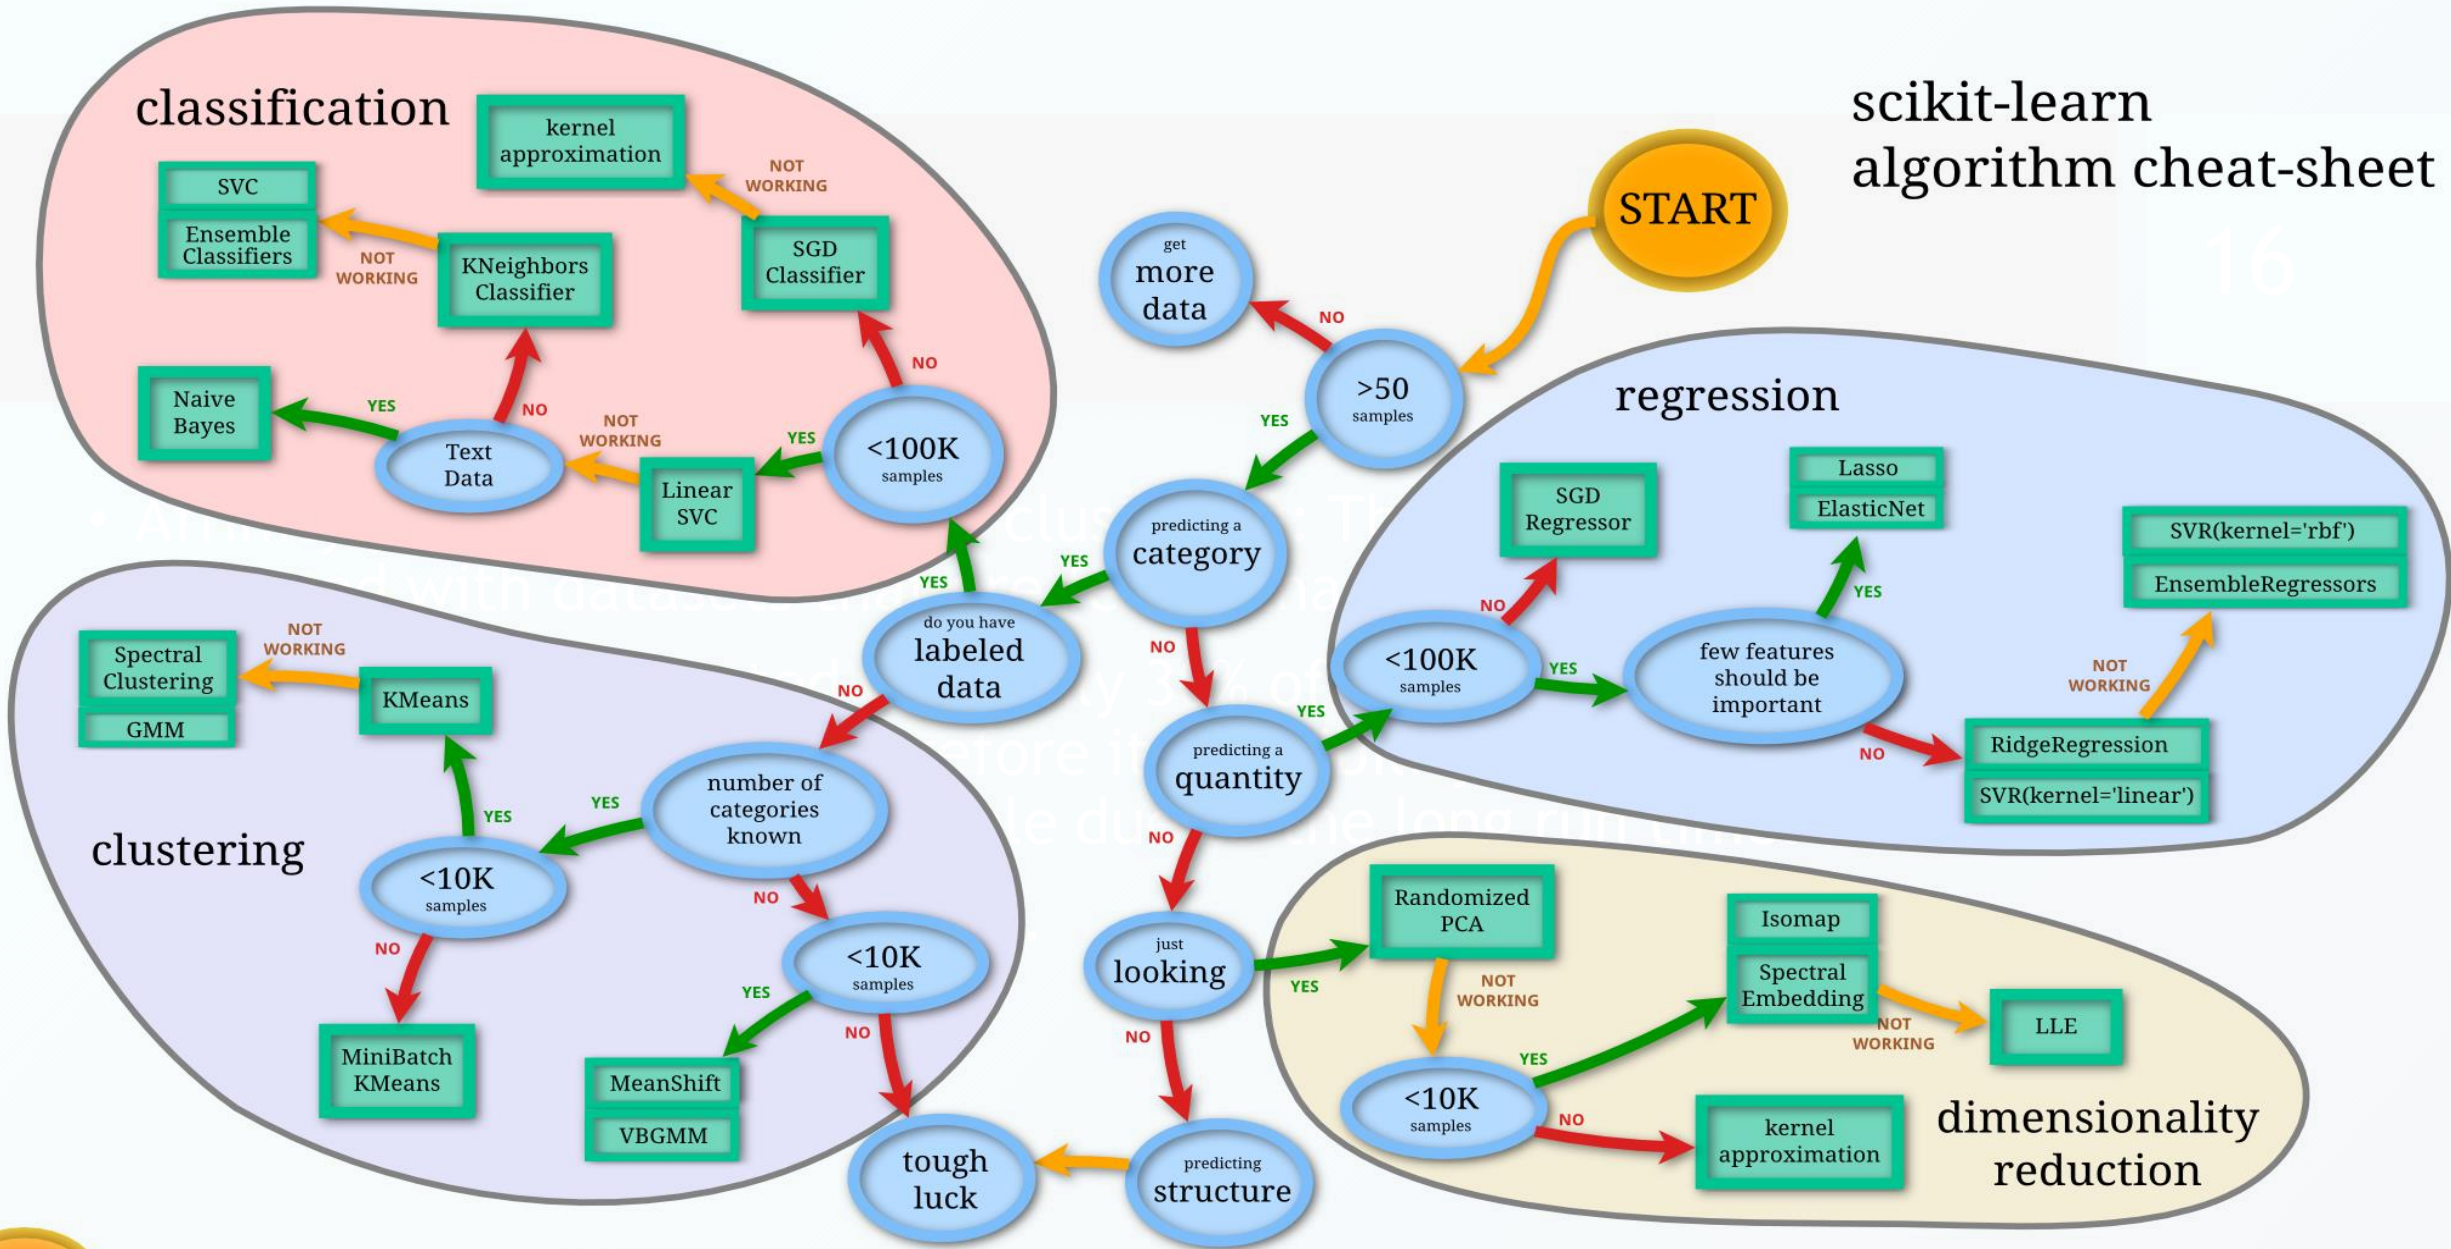 scikit-learn
algorithm cheat-sheet
16
START
classification
kernel
approximation
NOT
WORKING
SVC
Ensemble
Classifiers
NOT
WORKING
KNeighbors
Classifier
SGD
Classifier
NO
Naive
Bayes
YES
Text
Data
NO
NOT
WORKING
Linear
SVC
YES
<100K
samples
get
more
data
NO
>50
samples
YES
predicting a
category
YES
NO
YES
do you have
labeled
data
NO
predicting a
quantity
YES
NO
just
looking
YES
NO
predicting
structure
tough
luck
regression
SGD
Regressor
Lasso
ElasticNet
SVR(kernel='rbf')
EnsembleRegressors
NO
YES
<100K
samples
YES
few features
should be
important
NOT
WORKING
NO
RidgeRegression
SVR(kernel='linear')
clustering
Spectral
Clustering
GMM
NOT
WORKING
KMeans
YES
YES
number of
categories
known
<10K
samples
NO
NO
<10K
samples
YES
NO
MiniBatch
KMeans
MeanShift
VBGMM
Randomized
PCA
NOT
WORKING
Isomap
Spectral
Embedding
NOT
WORKING
LLE
YES
<10K
samples
NO
kernel
approximation
dimensionality
reduction